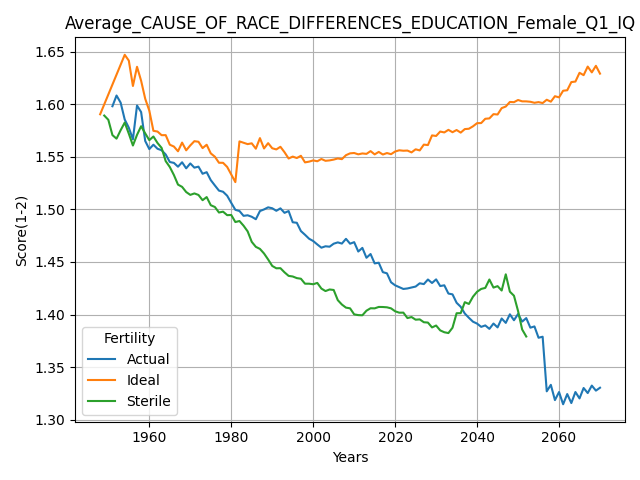 Average_CAUSE_OF_RACE_DIFFERENCES_EDUCATION_Female_Q1_IQ
1.65
1.60
1.55
1.50
1.45
1.40
1.35
1.30
Score(1-2)
Fertility
Actual
Ideal
Sterile
1960
1980
2000
2020
2040
2060
Years